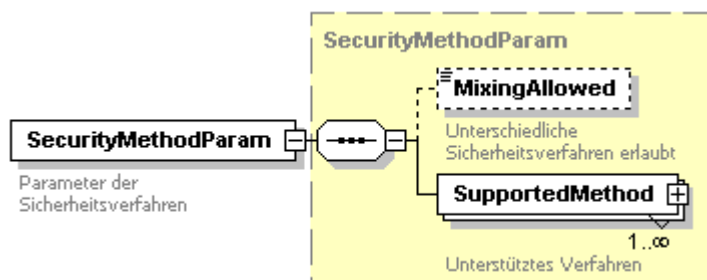 SecurityMethodParam
MixingAllowed
Unterschiedliche
Sicherheitsverfahren erlaubt
SecurityMethodParam
Parameter der
Sicherheitsverfahren
SupportedMethod
1..∞
Unterstütztes Verfahren